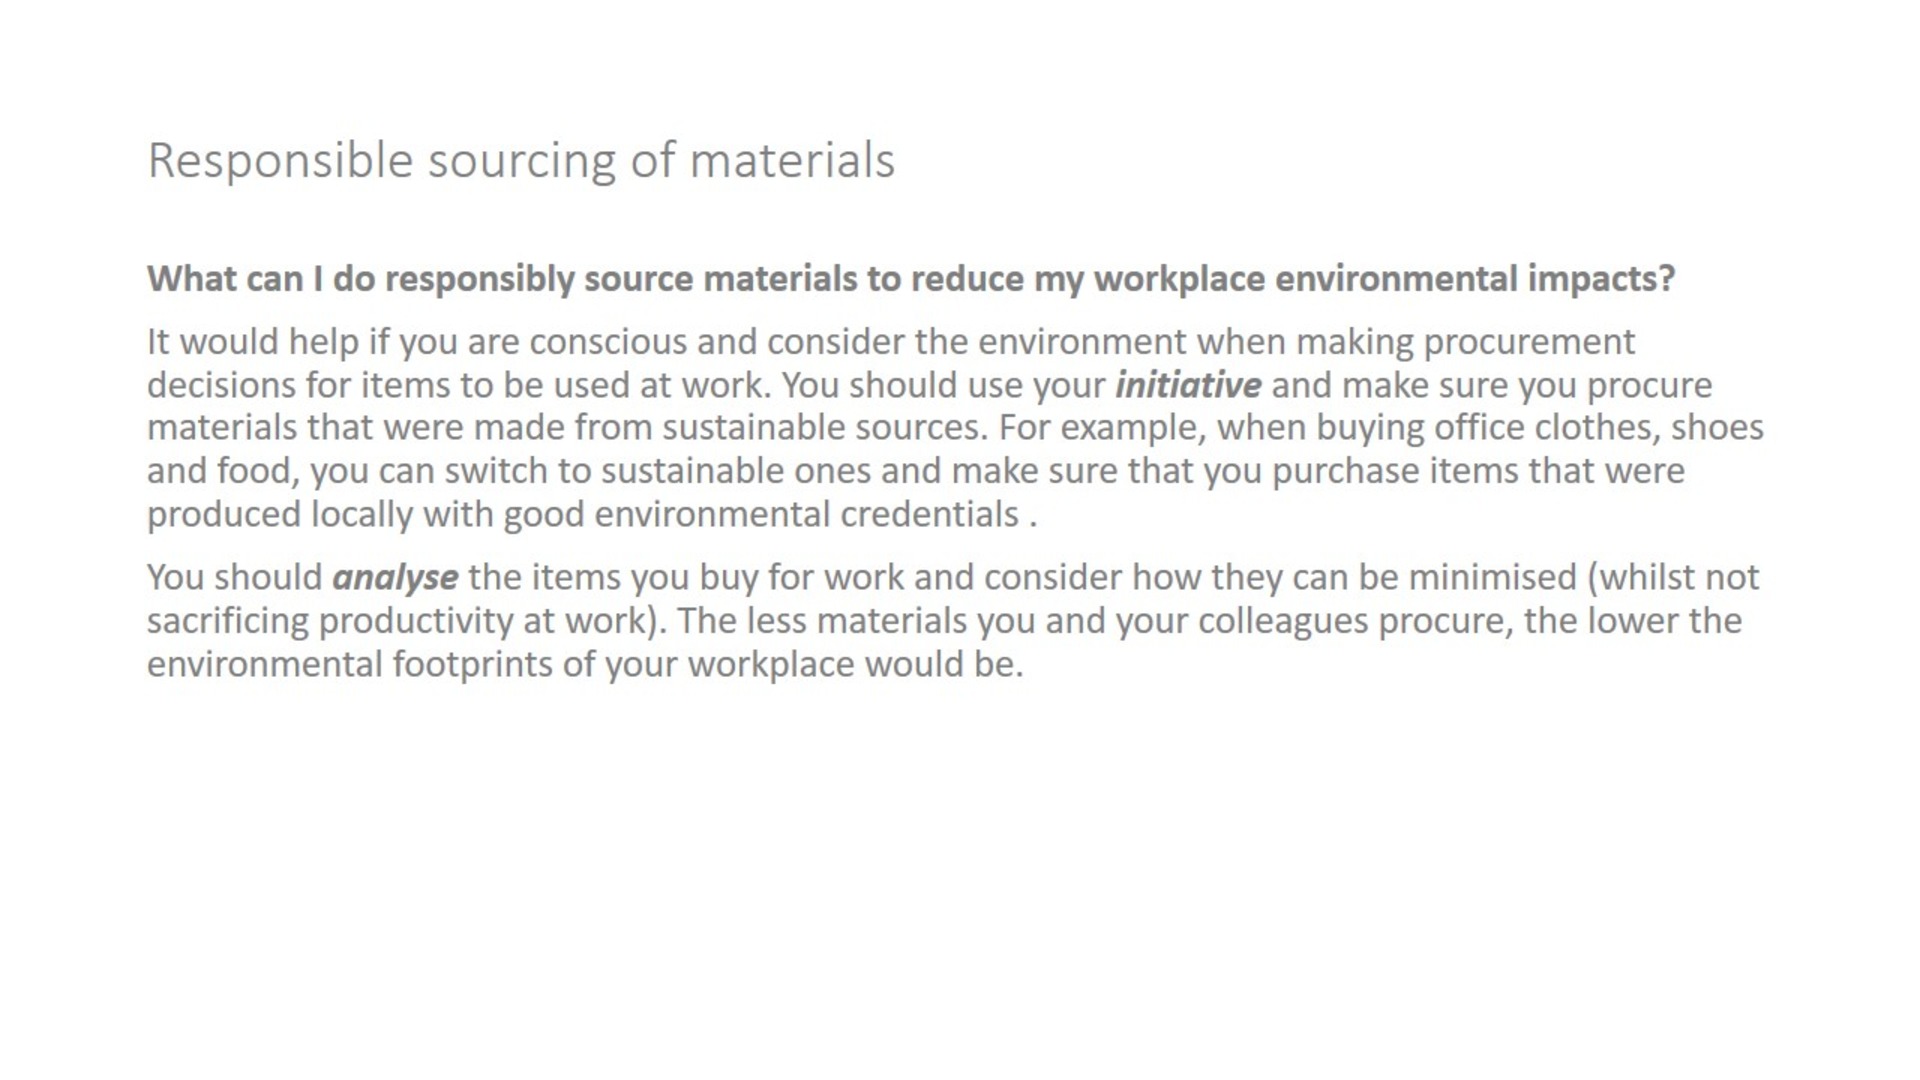 Responsible sourcing of materials
What can I do responsibly source materials to reduce my workplace environmental impacts?
It would help if you are conscious and consider the environment when making procurement
decisions for items to be used at work. You should use your initiative and make sure you procure
materials that were made from sustainable sources. For example, when buying office clothes, shoes
and food, you can switch to sustainable ones and make sure that you purchase items that were
produced locally with good environmental credentials .
You should analyse the items you buy for work and consider how they can be minimised (whilst not
sacrificing productivity at work). The less materials you and your colleagues procure, the lower the
environmental footprints of your workplace would be.